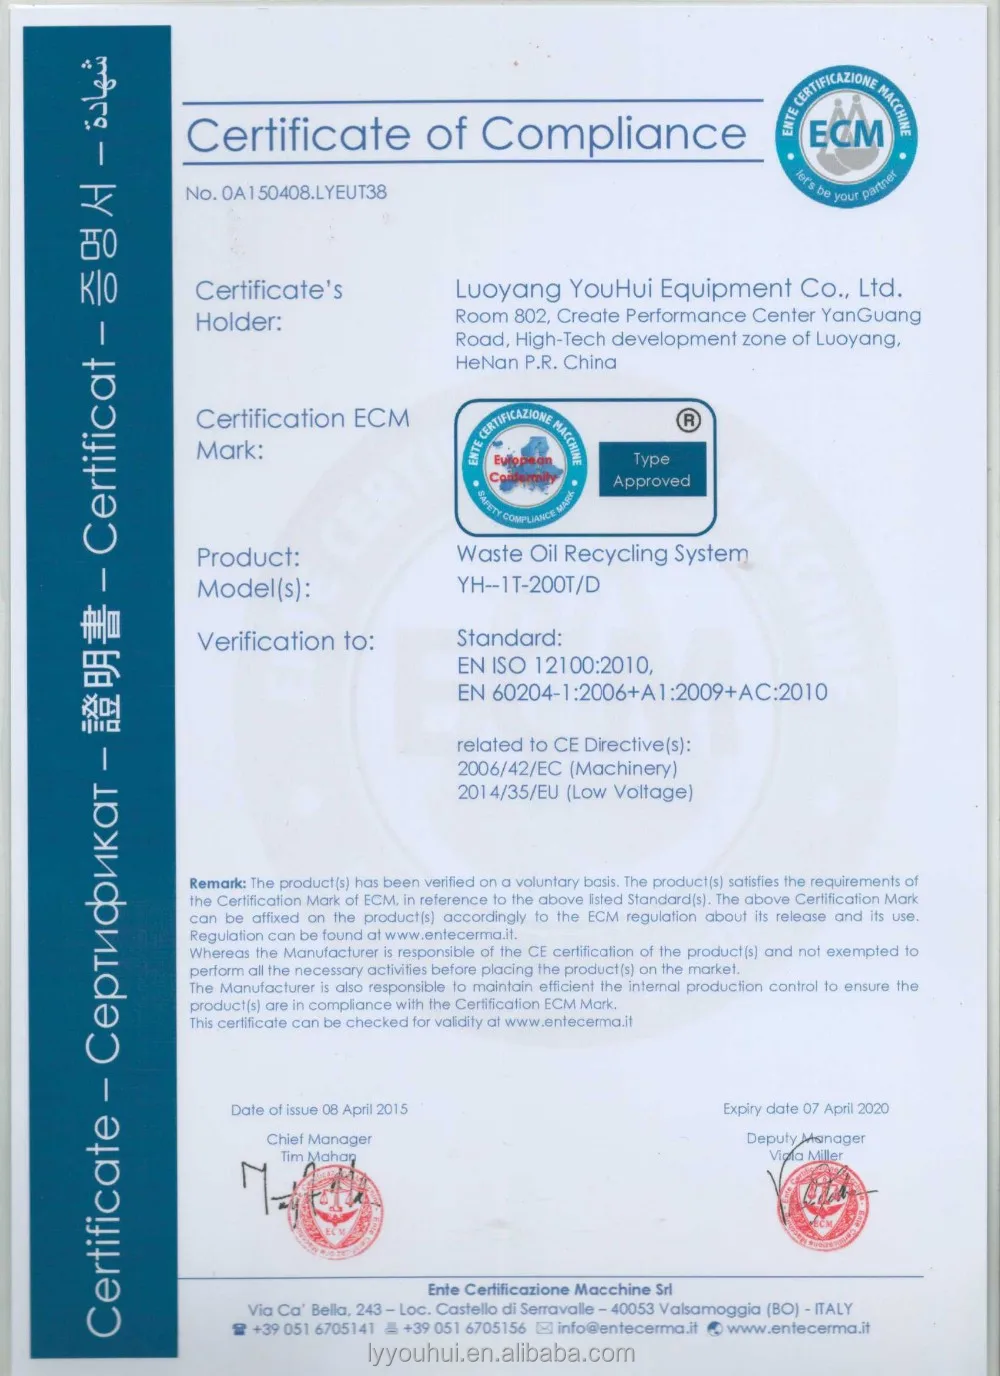 Certificate – Сертификат – 證明書 – Certificat – 증명서 – شهادة
Certificate of Compliance
ENTE CERTIFICAZIONE MACCHINE
ECM
let's be your partner
No. 0A150408.LYEUT38
Certificate's
Holder:
Luoyang YouHui Equipment Co., Ltd.
Room 802, Create Performance Center YanGuang
Road, High-Tech development zone of Luoyang,
HeNan P.R. China
Certification ECM
Mark:
ENTE CERTIFICAZIONE MACCHINE
European
Conformity
SAFETY COMPLIANCE MARK
®
Type
Approved
Product:
Waste Oil Recycling System
Model(s):
YH--1T-200T/D
Verification to:
Standard:
EN ISO 12100:2010,
EN 60204-1:2006+A1:2009+AC:2010
related to CE Directive(s):
2006/42/EC (Machinery)
2014/35/EU (Low Voltage)
Remark: The product(s) has been verified on a voluntary basis. The product(s) satisfies the requirements of
the Certification Mark of ECM, in reference to the above listed Standard(s). The above Certification Mark
can be affixed on the product(s) accordingly to the ECM regulation about its release and its use.
Regulation can be found at www.entecerma.it.
Whereas the Manufacturer is responsible of the CE certification of the product(s) and not exempted to
perform all the necessary activities before placing the product(s) on the market.
The Manufacturer is also responsible to maintain efficient the internal production control to ensure the
product(s) are in compliance with the Certification ECM Mark.
This certificate can be checked for validity at www.entecerma.it
Date of issue 08 April 2015
Expiry date 07 April 2020
Chief Manager
Tim Mahan
Deputy Manager
Viola Miller
ECM
ECM
Ente Certificazione Macchine Srl
Via Ca' Bella, 243 – Loc. Castello di Serravalle – 40053 Valsamoggia (BO) - ITALY
+39 051 6705141 +39 051 6705156 info@entecerma.it www.entecerma.it
lyyouhui.en.alibaba.com